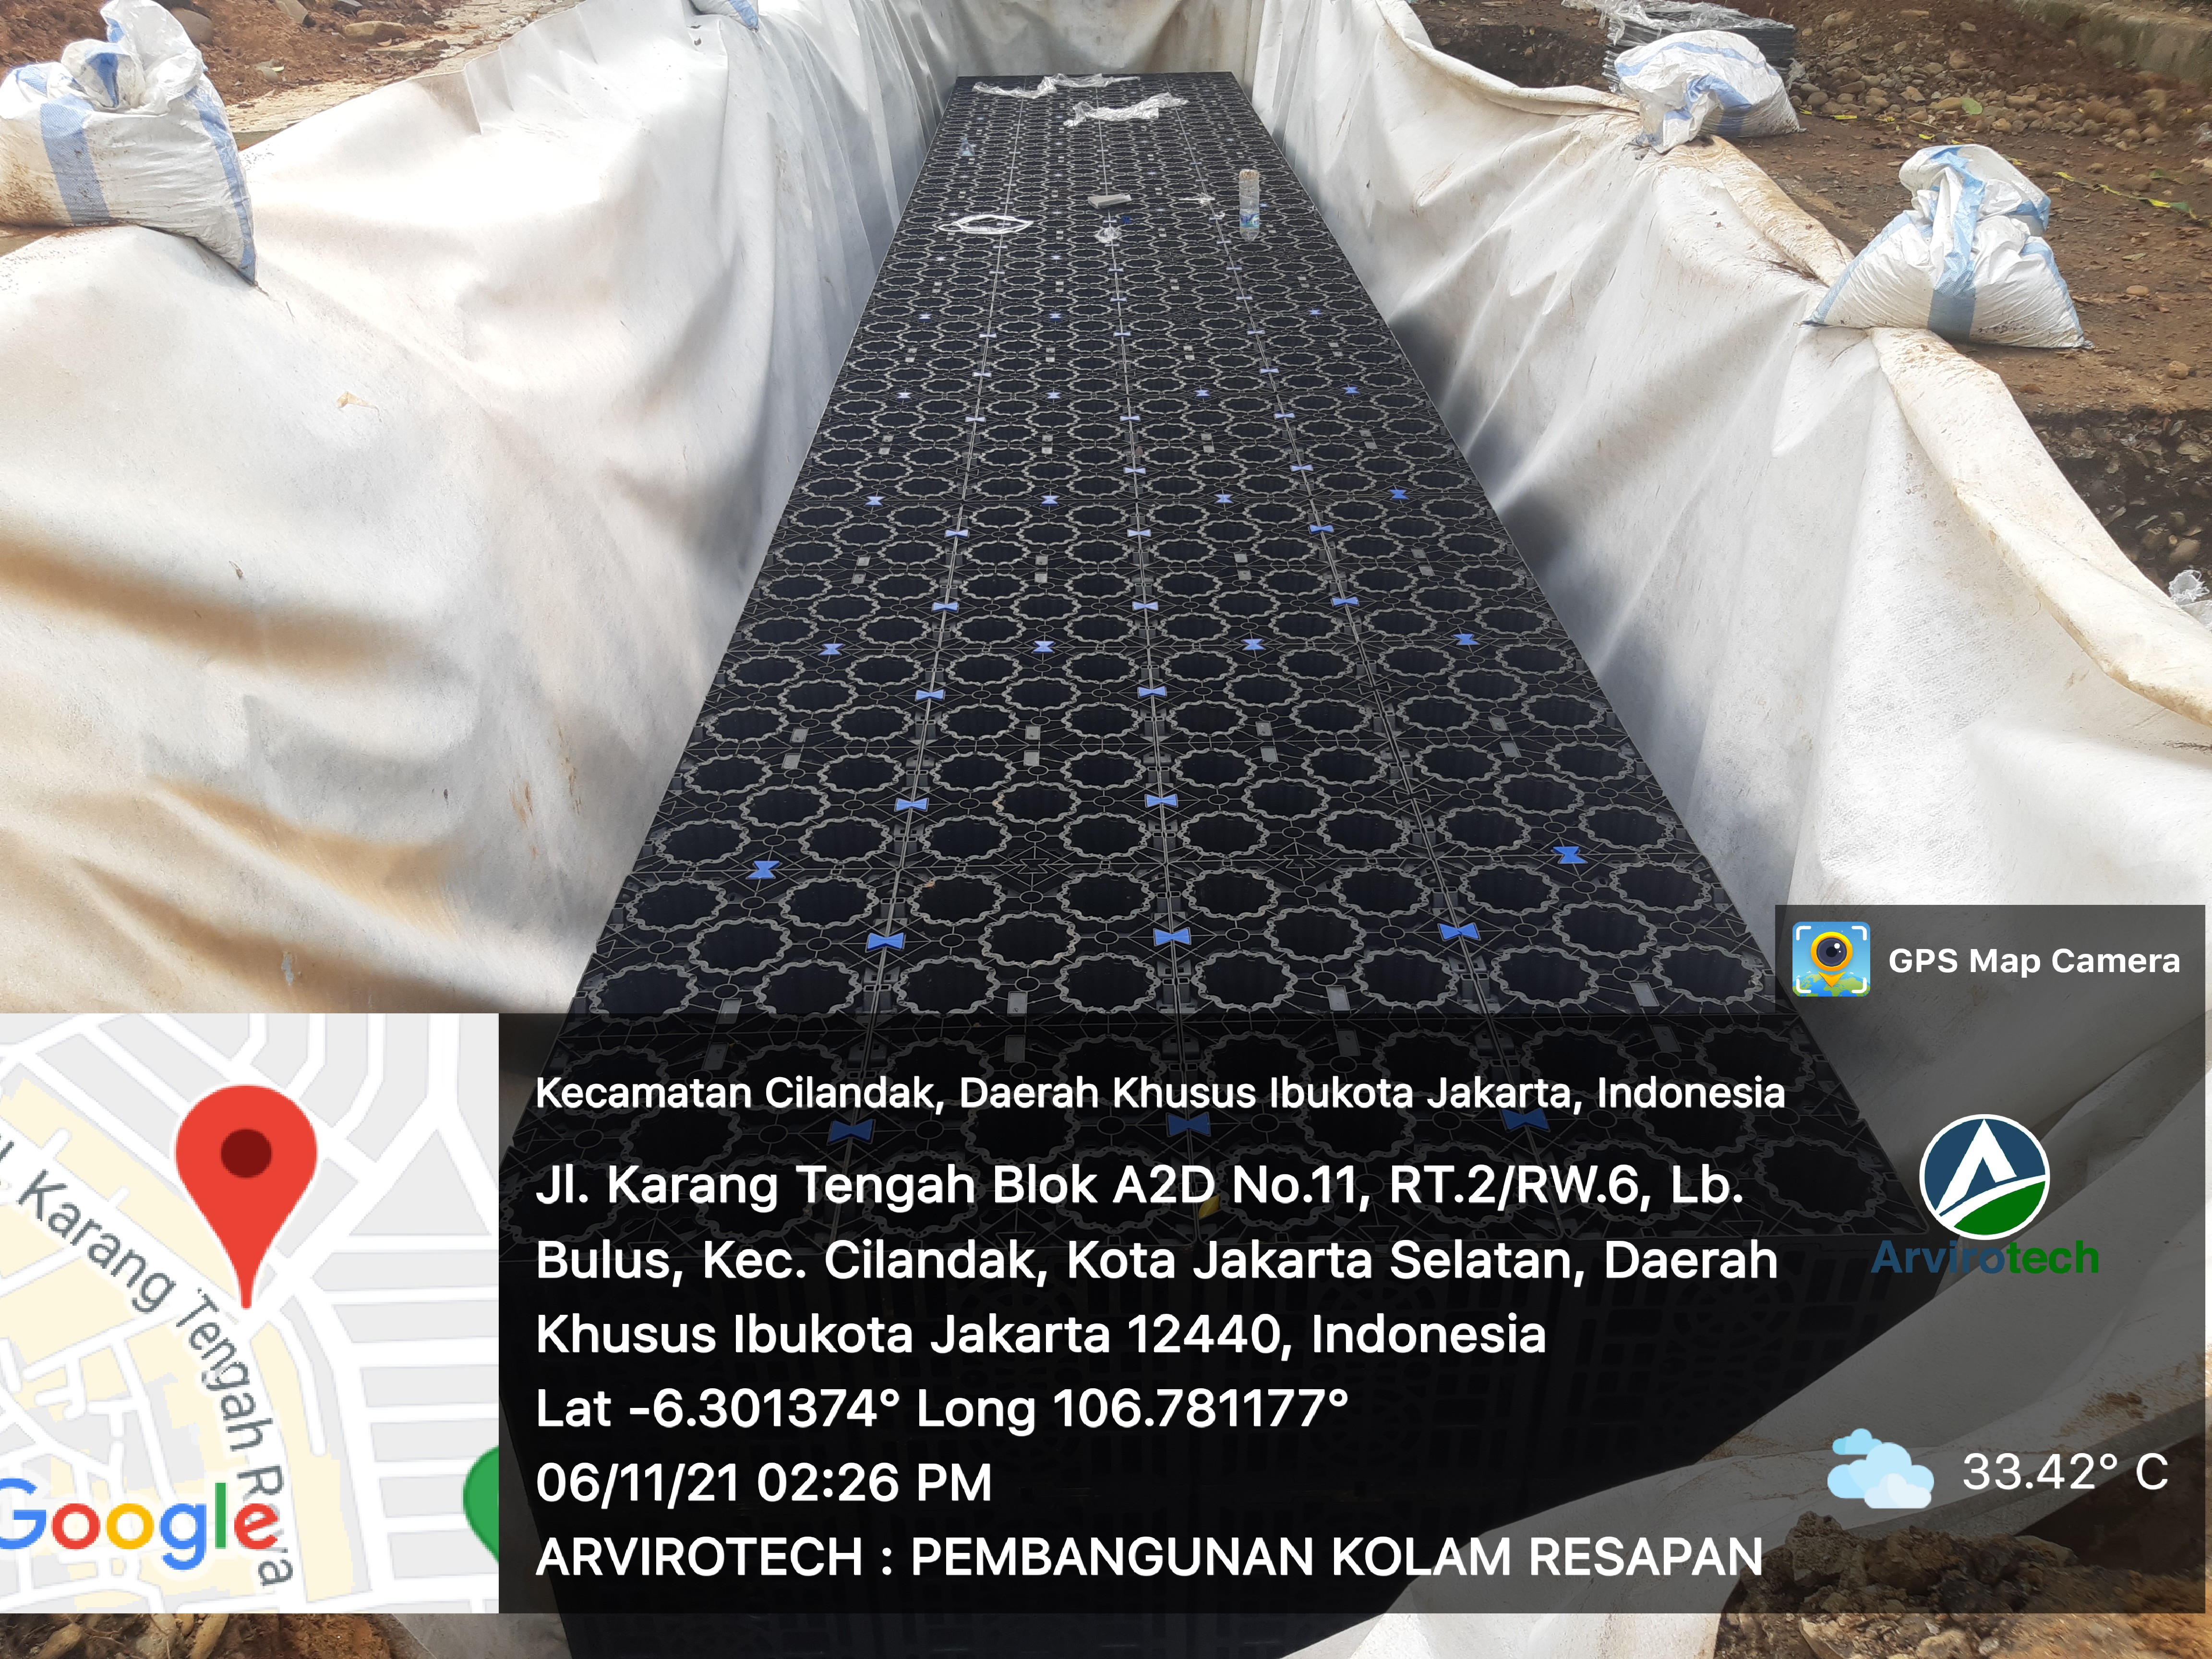 GPS Map Camera
Kecamatan Cilandak, Daerah Khusus Ibukota Jakarta, Indonesia
Jl. Karang Tengah Blok A2D No.11, RT.2/RW.6, Lb.
Bulus, Kec. Cilandak, Kota Jakarta Selatan, Daerah
Khusus Ibukota Jakarta 12440, Indonesia
Lat -6.301374° Long 106.781177°
06/11/21 02:26 PM
ARVIROTECH : PEMBANGUNAN KOLAM RESAPAN
Arvirotech
33.42° C
Karang Tengah Raya
Google